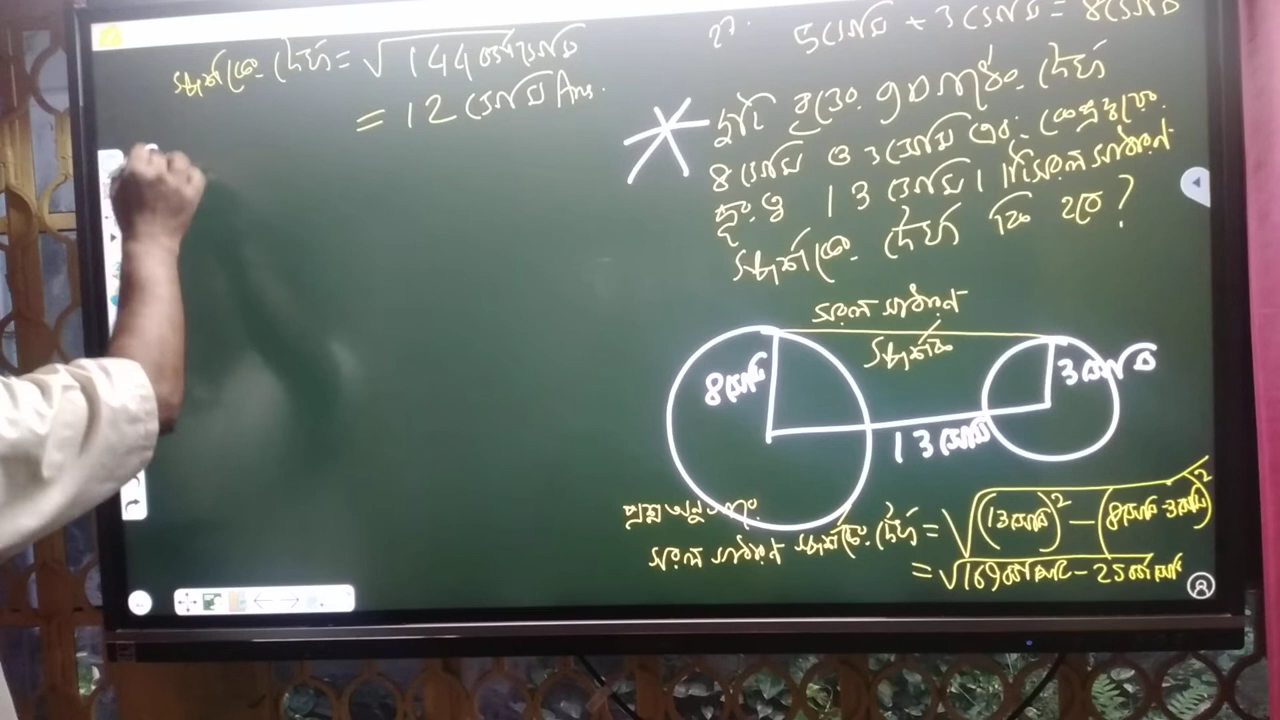 স্পর্শকের দৈর্ঘ্য = √144 বর্গসেমি
= 12 সেমি Ans.
5 সেমি + 3 সেমি = 8 সেমি
দুটি বৃত্তের ব্যাসার্ধের দৈর্ঘ্য
8 সেমি ও 3 সেমি এবং কেন্দ্রদ্বয়ের
দূরত্ব 13 সেমি। সরল সাধারণ
স্পর্শকের দৈর্ঘ্য কি হবে?
সরল সাধারণ
স্পর্শক
8 সেমি
3 সেমি
13 সেমি
প্রশ্ন অনুসারে
সরল সাধারণ স্পর্শকের দৈর্ঘ্য = √(13 সেমি)² − (8 সেমি - 3 সেমি)²
= √169 বর্গসেমি − 25 বর্গসেমি